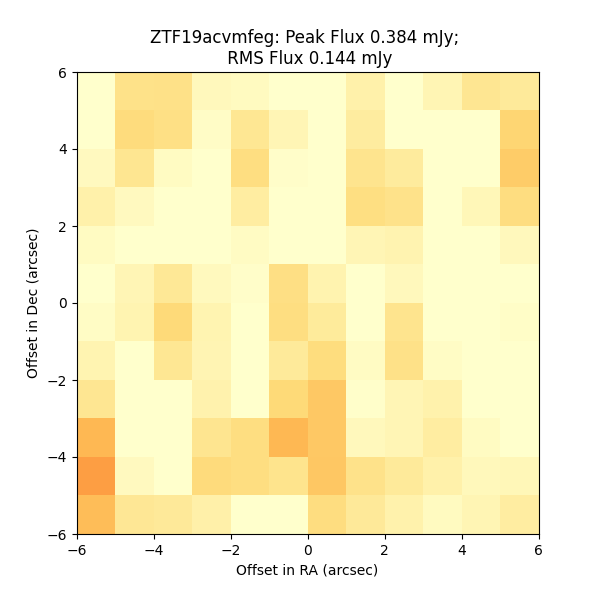 ZTF19acvmfeg: Peak Flux 0.384 mJy;
RMS Flux 0.144 mJy
6
4
2
0
−2
−4
−6
Offset in Dec (arcsec)
−6 −4 −2 0 2 4 6
Offset in RA (arcsec)